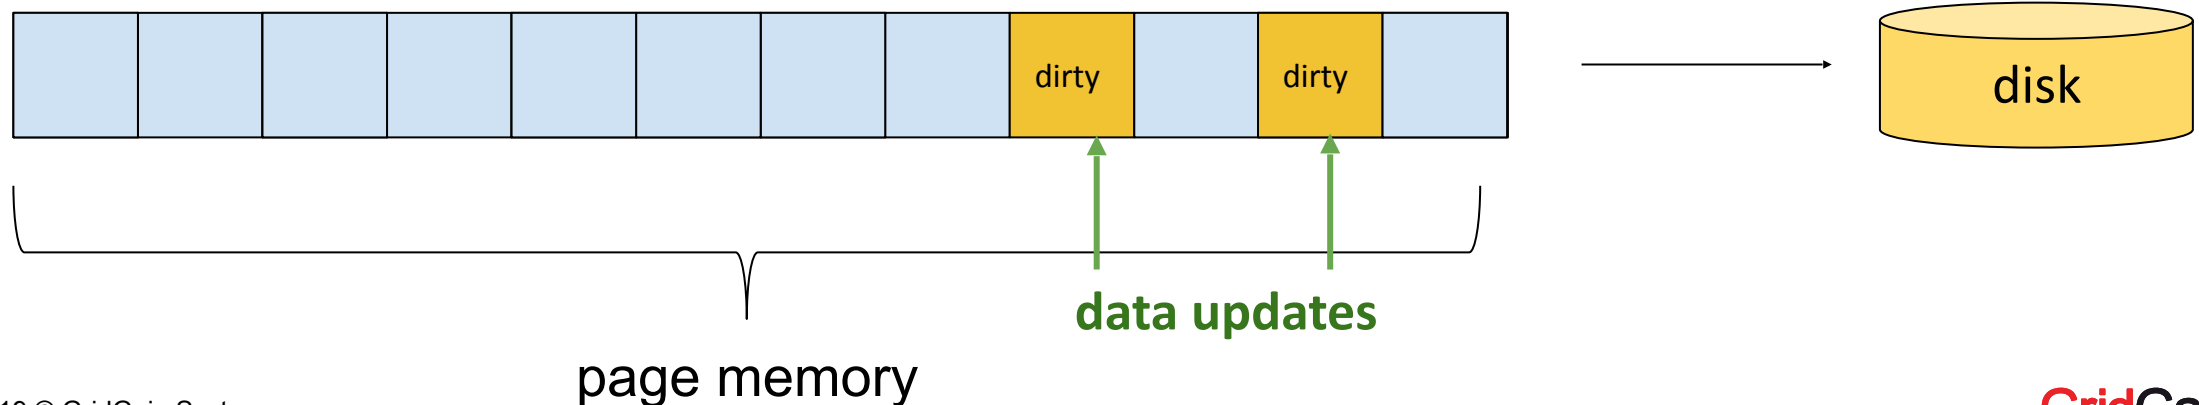 dirty
dirty
disk
data updates
page memory